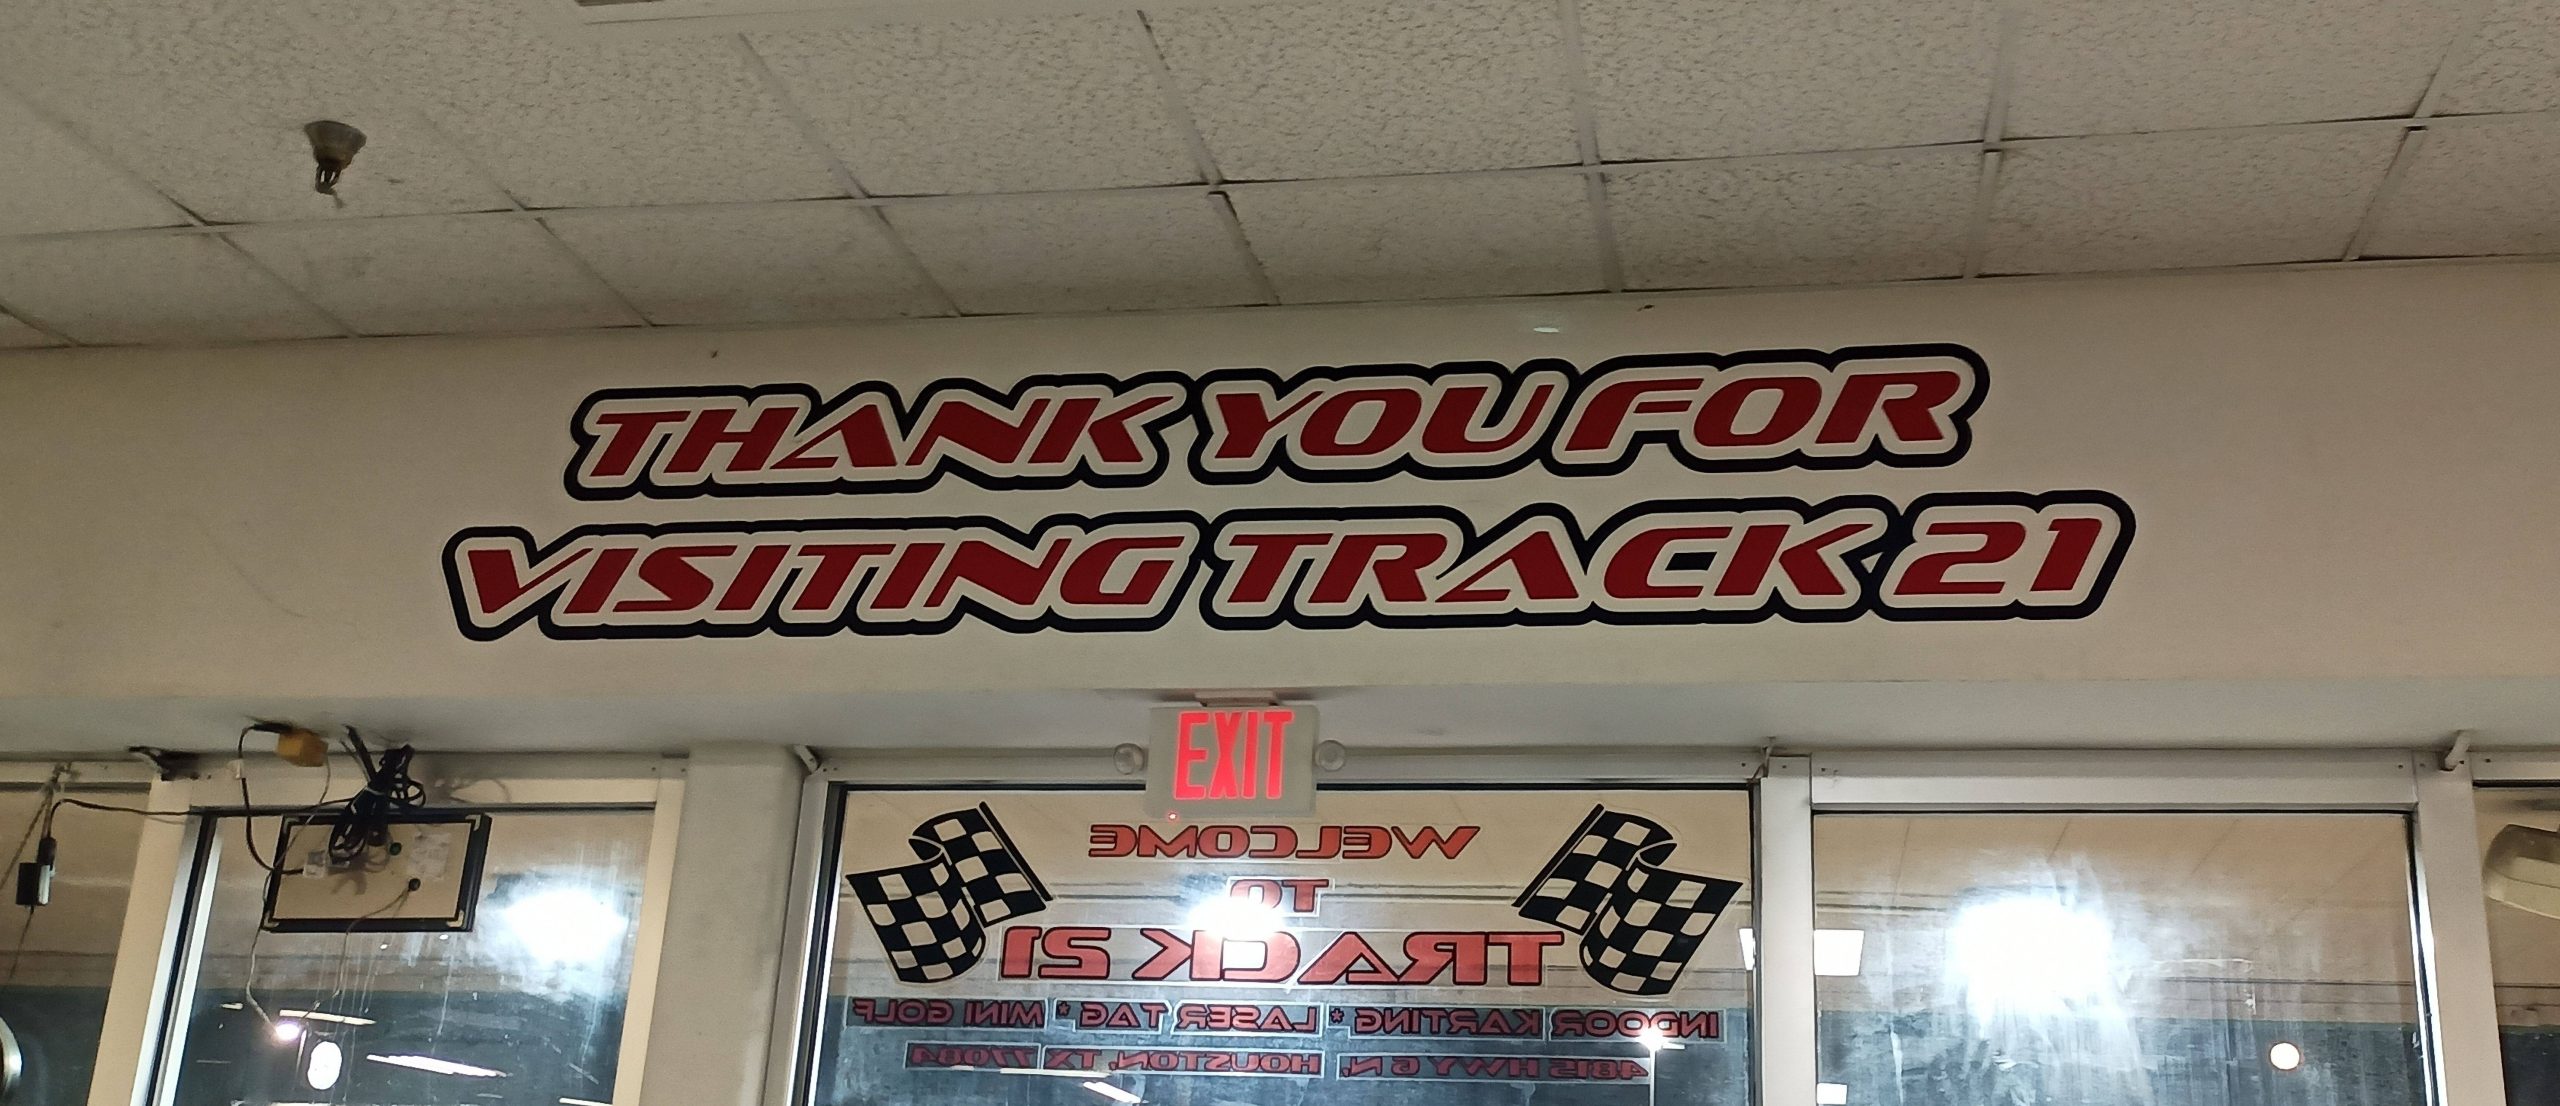 THANK YOU FOR
VISITING TRACK 21
EXIT
WELCOME
TO
TRACK 21
INDOOR KARTING * LASER TAG * MINI GOLF
4815 HWY 6 N, HOUSTON, TX 77084